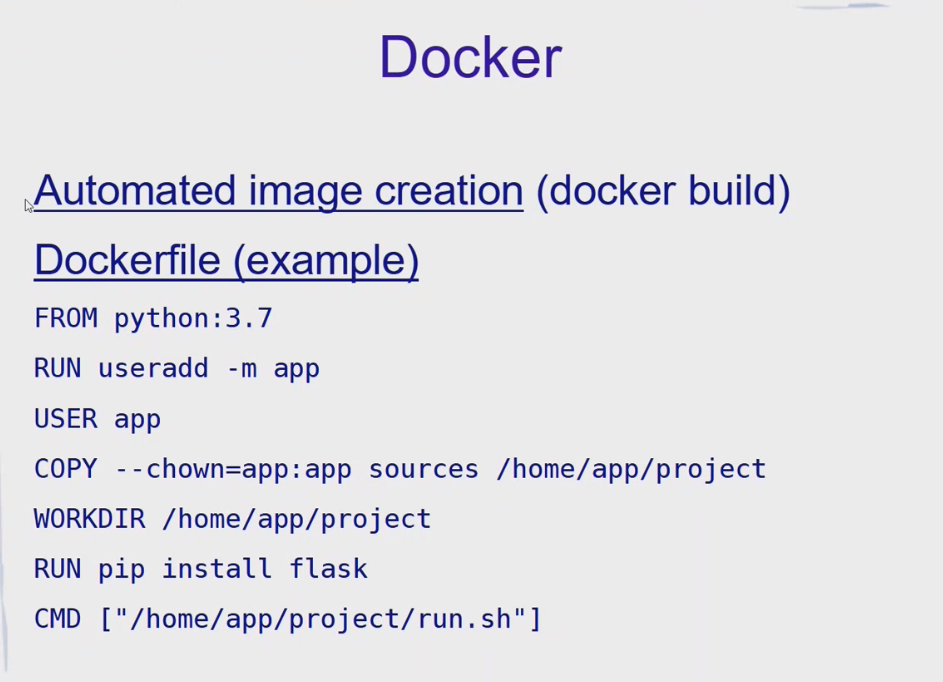 Docker
Automated image creation (docker build)
Dockerfile (example)
FROM python:3.7
RUN useradd -m app
USER app
COPY --chown=app:app sources /home/app/project
WORKDIR /home/app/project
RUN pip install flask
CMD ["/home/app/project/run.sh"]